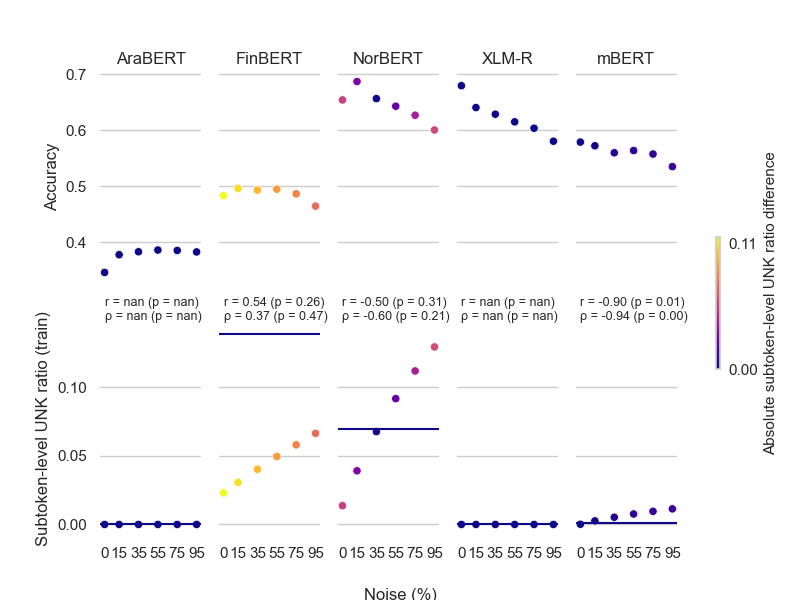 AraBERT FinBERT NorBERT XLM-R mBERT
0.7
0.6
0.5
0.4
Accuracy
r = nan (p = nan) r = 0.54 (p = 0.26) r = -0.50 (p = 0.31) r = nan (p = nan) r = -0.90 (p = 0.01)
ρ = nan (p = nan) ρ = 0.37 (p = 0.47) ρ = -0.60 (p = 0.21) ρ = nan (p = nan) ρ = -0.94 (p = 0.00)
0.10
0.05
0.00
Subtoken-level UNK ratio (train)
0 15 35 55 75 95 0 15 35 55 75 95 0 15 35 55 75 95 0 15 35 55 75 95 0 15 35 55 75 95
Noise (%)
0.11
0.00
Absolute subtoken-level UNK ratio difference